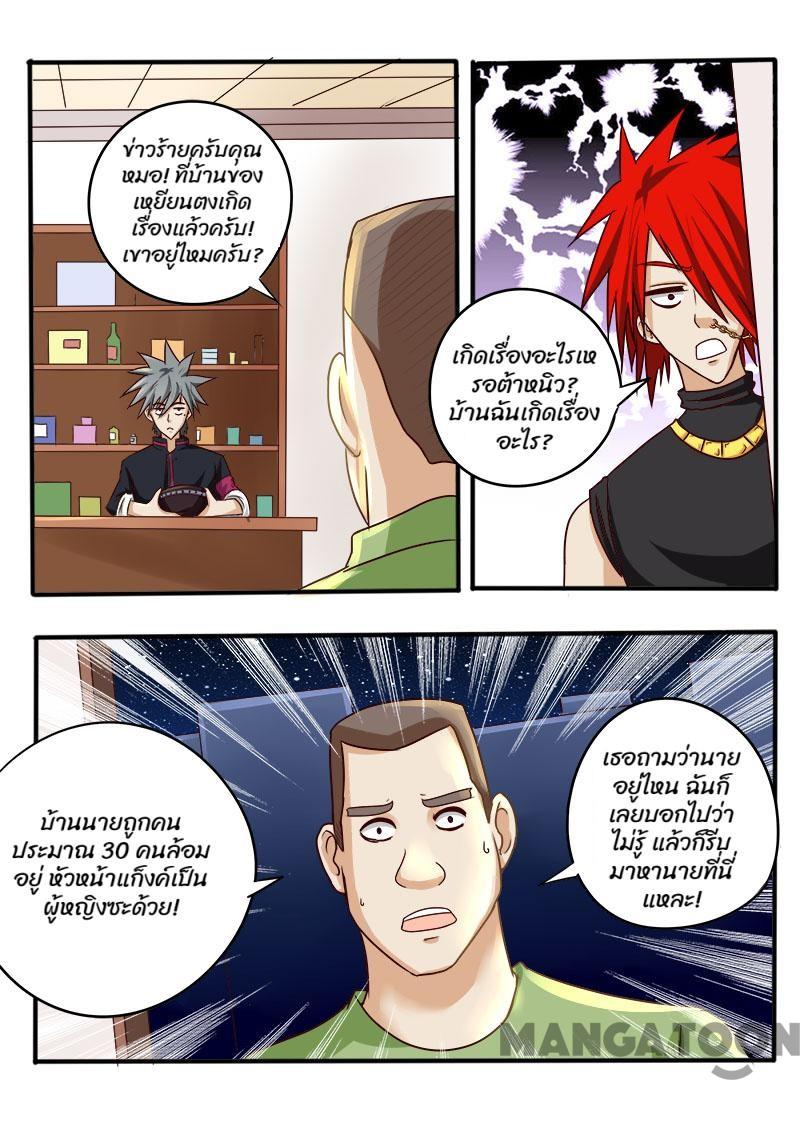 ข่าวร้ายครับคุณ
หมอ! ที่บ้านของ
เหยียนตงเกิด
เรื่องแล้วครับ!
เขาอยู่ไหมครับ?
เกิดเรื่องอะไรเห
รอต้าหนิว?
บ้านฉันเกิดเรื่อง
อะไร?
บ้านนายถูกคน
ประมาณ 30 คนล้อม
อยู่ หัวหน้าแก็งค์เป็น
ผู้หญิงซะด้วย!
เธอถามว่านาย
อยู่ไหน ฉันก็
เลยบอกไปว่า
ไม่รู้ แล้วก็รีบ
มาหานายที่นี่
แหละ!
MANGATOON